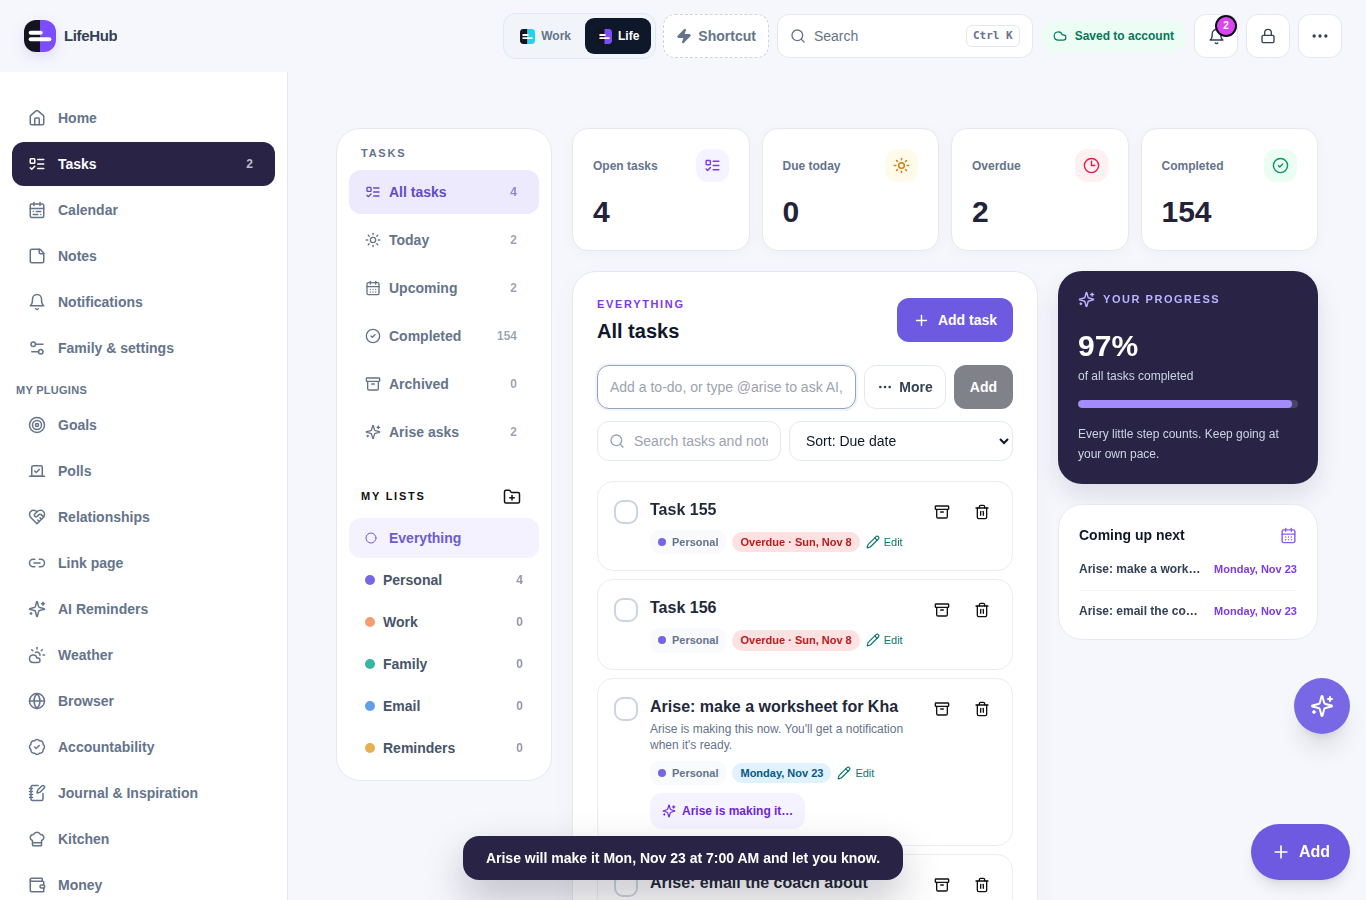 LifeHub
Work
Life
Shortcut
Search
Ctrl K
Saved to account
2
Home
Tasks
2
Calendar
Notes
Notifications
Family & settings
MY PLUGINS
Goals
Polls
Relationships
Link page
AI Reminders
Weather
Browser
Accountability
Journal & Inspiration
Kitchen
Money
TASKS
All tasks
4
Today
2
Upcoming
2
Completed
154
Archived
0
Arise asks
2
MY LISTS
Everything
Personal
4
Work
0
Family
0
Email
0
Reminders
0
Open tasks
4
Due today
0
Overdue
2
Completed
154
EVERYTHING
All tasks
Add task
Add a to-do, or type @arise to ask AI,
More
Add
Search tasks and note
Sort: Due date
Task 155
Personal
Overdue · Sun, Nov 8
Edit
Task 156
Personal
Overdue · Sun, Nov 8
Edit
Arise: make a worksheet for Kha
Arise is making this now. You'll get a notification
when it's ready.
Personal
Monday, Nov 23
Edit
Arise is making it…
Arise: email the coach about
YOUR PROGRESS
97%
of all tasks completed
Every little step counts. Keep going at
your own pace.
Coming up next
Arise: make a work…
Monday, Nov 23
Arise: email the co…
Monday, Nov 23
Arise will make it Mon, Nov 23 at 7:00 AM and let you know.
Add